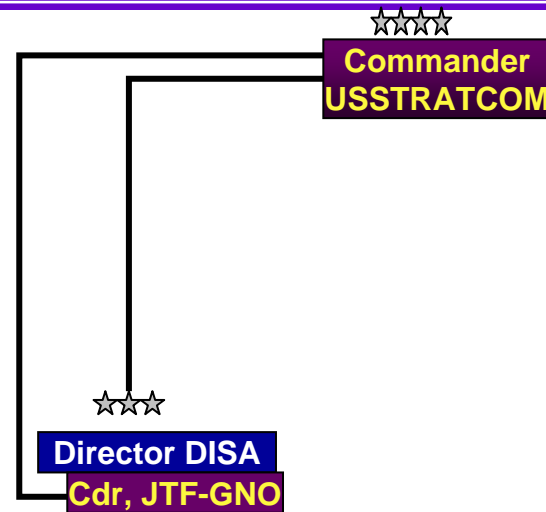 Commander
USSTRATCOM
Director DISA
Cdr, JTF-GNO